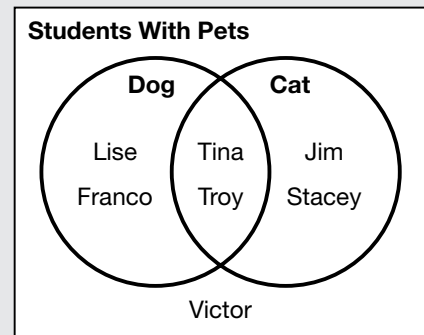 Students With Pets
Dog Cat
Lise Tina Jim
Franco Troy Stacey
Victor